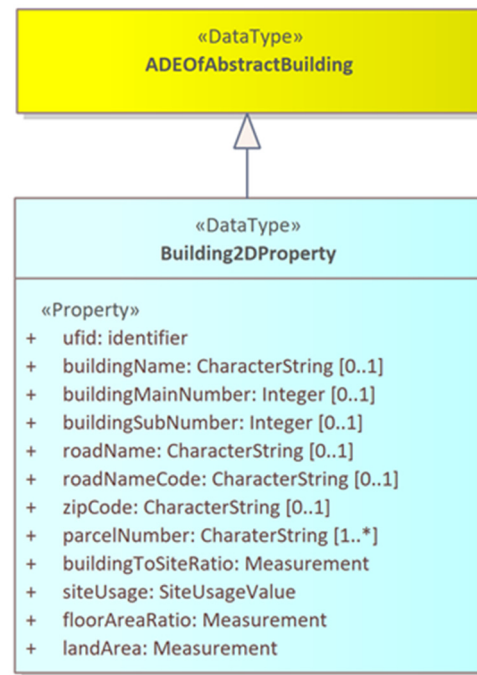 «DataType»
ADEOfAbstractBuilding
«DataType»
Building2DProperty
«Property»
+ ufid: identifier
+ buildingName: CharacterString [0..1]
+ buildingMainNumber: Integer [0..1]
+ buildingSubNumber: Integer [0..1]
+ roadName: CharacterString [0..1]
+ roadNameCode: CharacterString [0..1]
+ zipCode: CharacterString [0..1]
+ parcelNumber: CharaterString [1..*]
+ buildingToSiteRatio: Measurement
+ siteUsage: SiteUsageValue
+ floorAreaRatio: Measurement
+ landArea: Measurement